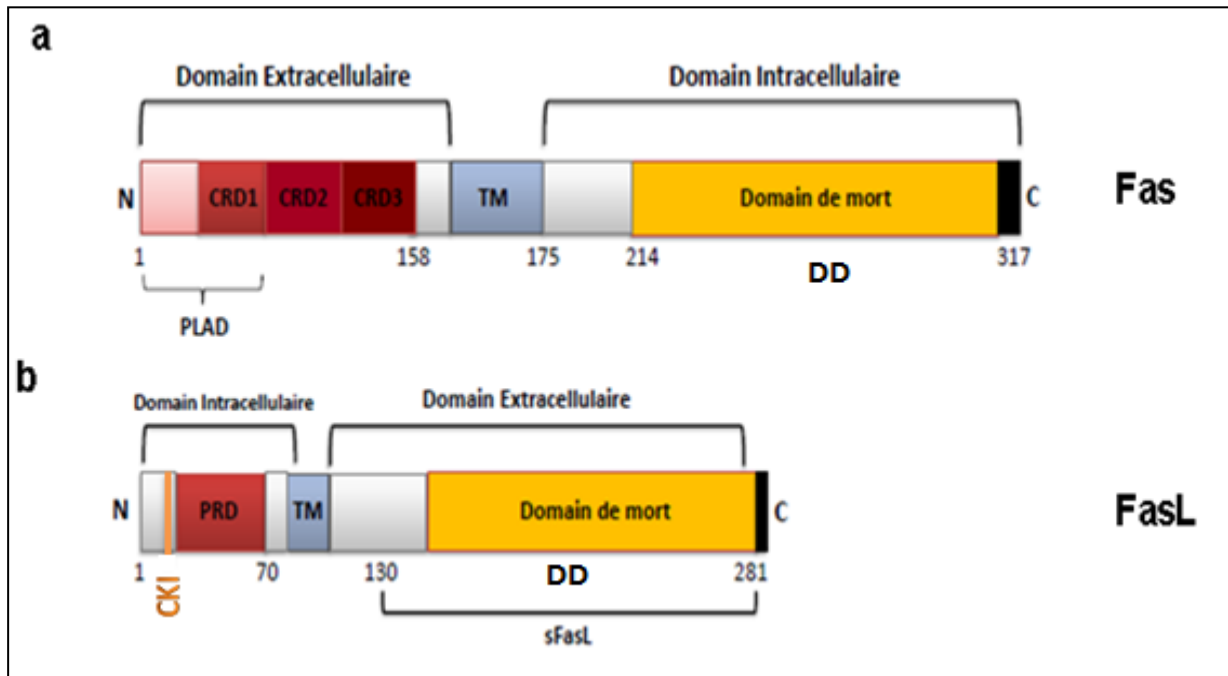 a
Domain Extracellulaire Domain Intracellulaire
N CRD1 CRD2 CRD3 TM Domain de mort C Fas
1 158 175 214 DD 317
PLAD
b
Domain Intracellulaire Domain Extracellulaire
N PRD TM Domain de mort C FasL
1 CKI 70 130 DD 281
sFasL